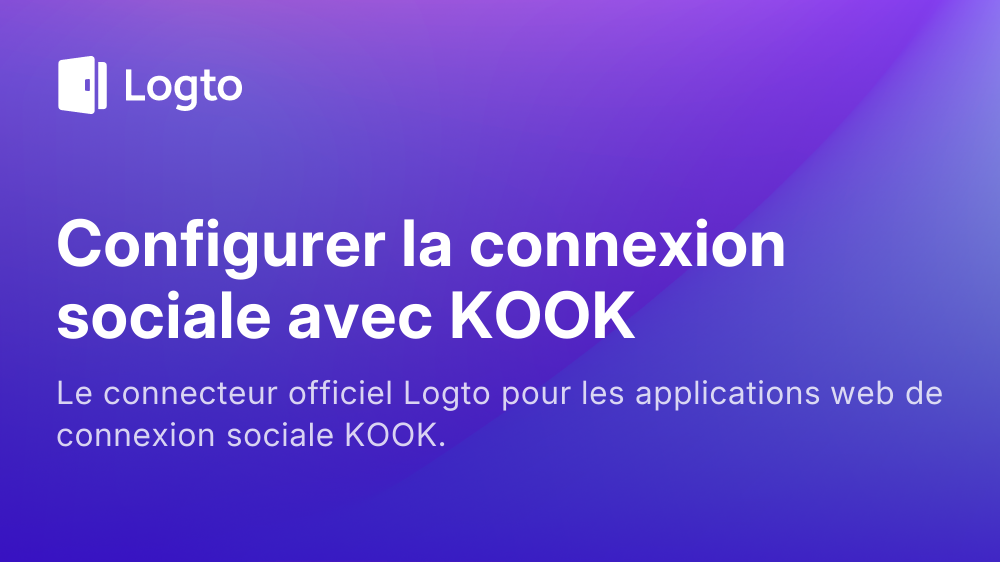 Logto
Configurer la connexion
sociale avec KOOK
Le connecteur officiel Logto pour les applications web de
connexion sociale KOOK.